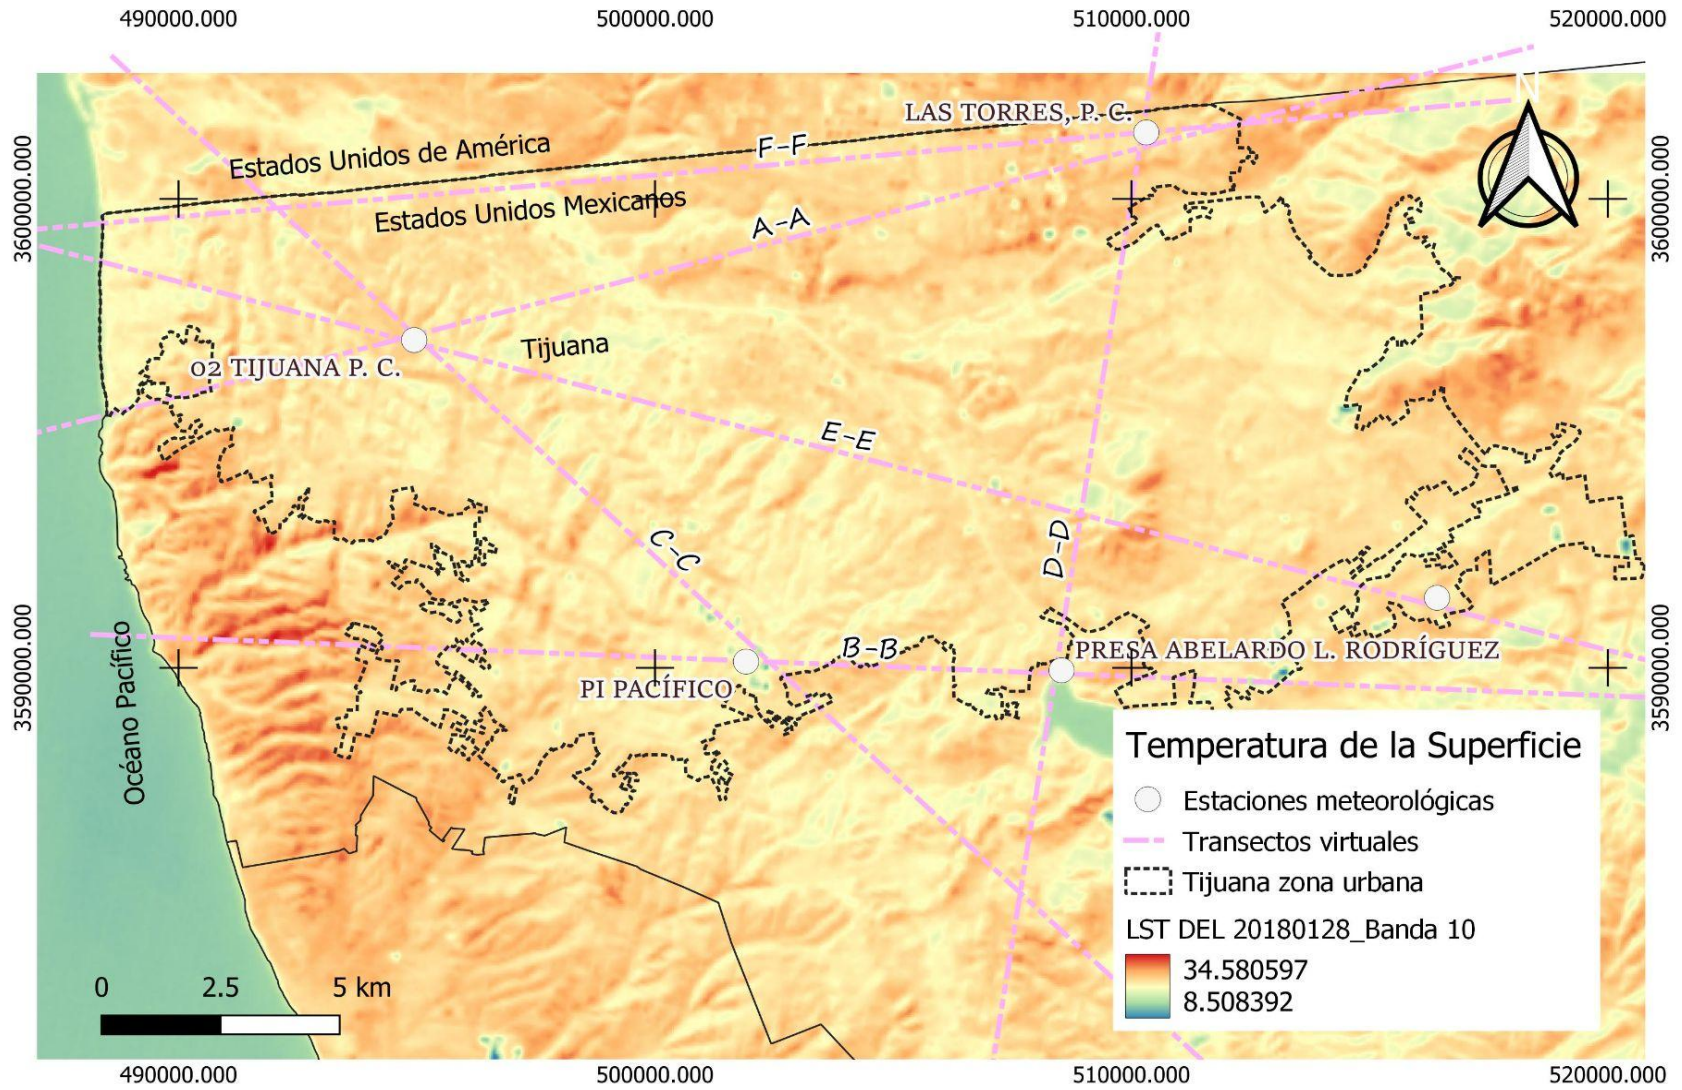 490000.000 500000.000 510000.000 520000.000
N
LAS TORRES, P. C.
Estados Unidos de América
F-F
3600000.000
3600000.000
Estados Unidos Mexicanos
A-A
Tijuana
02 TIJUANA P. C.
E-E
C-C
D-D
Océano Pacífico
3590000.000
3590000.000
B-B
PRESA ABELARDO L. RODRÍGUEZ
PI PACÍFICO
Temperatura de la Superficie
Estaciones meteorológicas
Transectos virtuales
Tijuana zona urbana
LST DEL 20180128_Banda 10
34.580597
8.508392
0 2.5 5 km
490000.000 500000.000 510000.000 520000.000